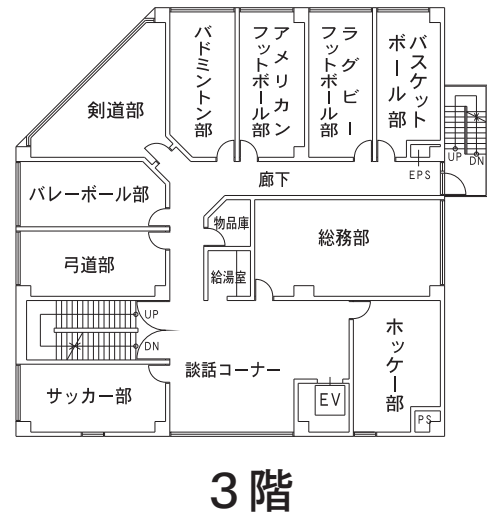 剣道部
バドミントン部
アメリカン
フットボール部
ラグビー
フットボール部
バスケット
ボール部
UP
DN
EPS
廊下
バレーボール部
物品庫
総務部
弓道部
給湯室
UP
DN
談話コーナー
ホッケー部
サッカー部
EV
PS
3階